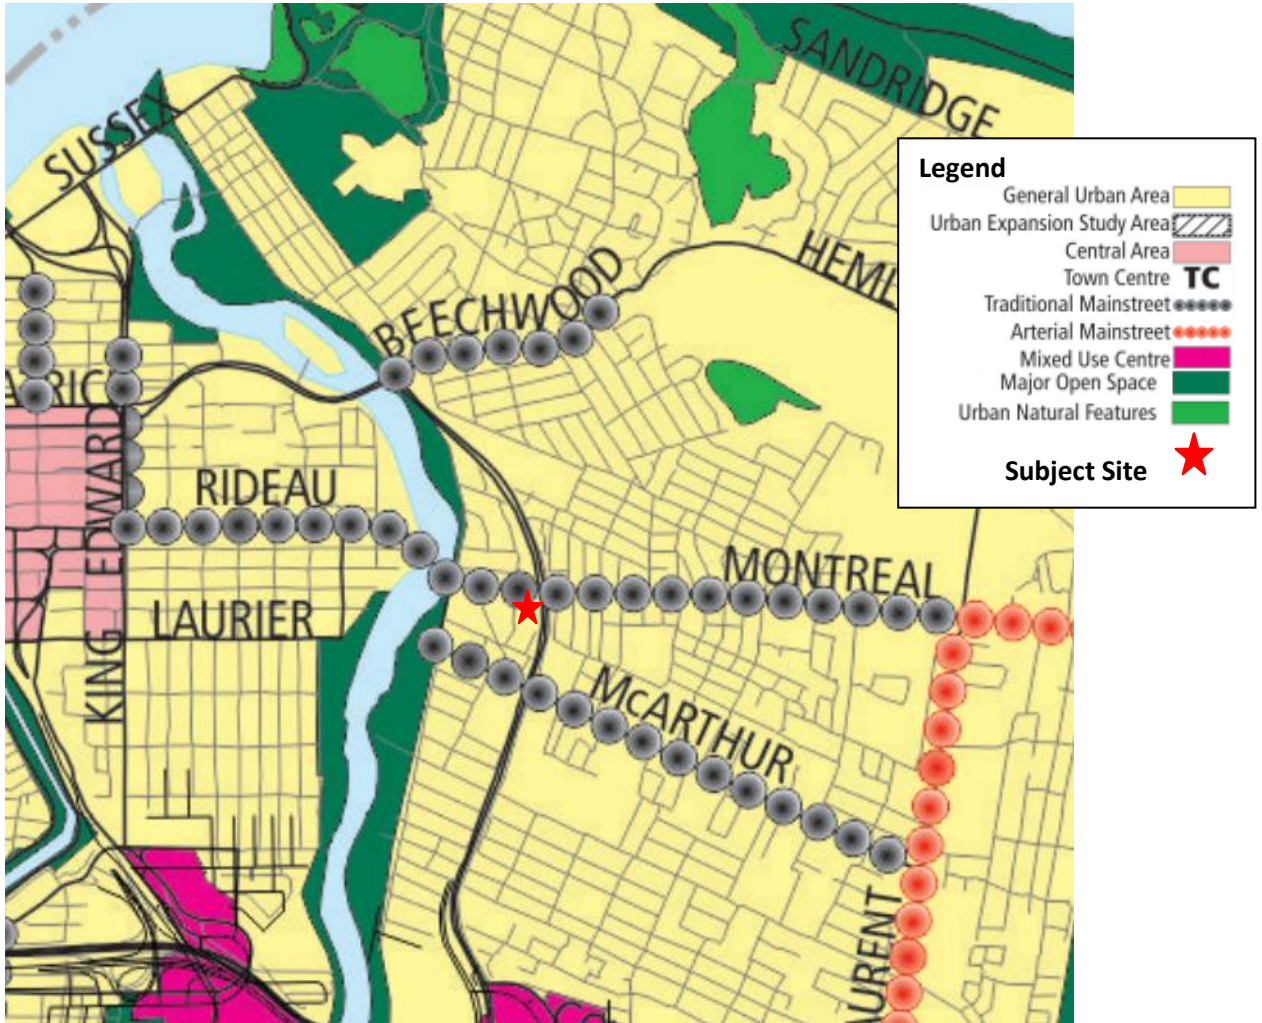 SUSSEX
SANDRIDGE
HEME
BEECHWOOD
RIDEAU
KING EDWARD
LAURIER
MONTREAL
McARTHUR
Legend
General Urban Area
Urban Expansion Study Area
Central Area
Town Centre TC
Traditional Mainstreet
Arterial Mainstreet
Mixed Use Centre
Major Open Space
Urban Natural Features
Subject Site
URENT